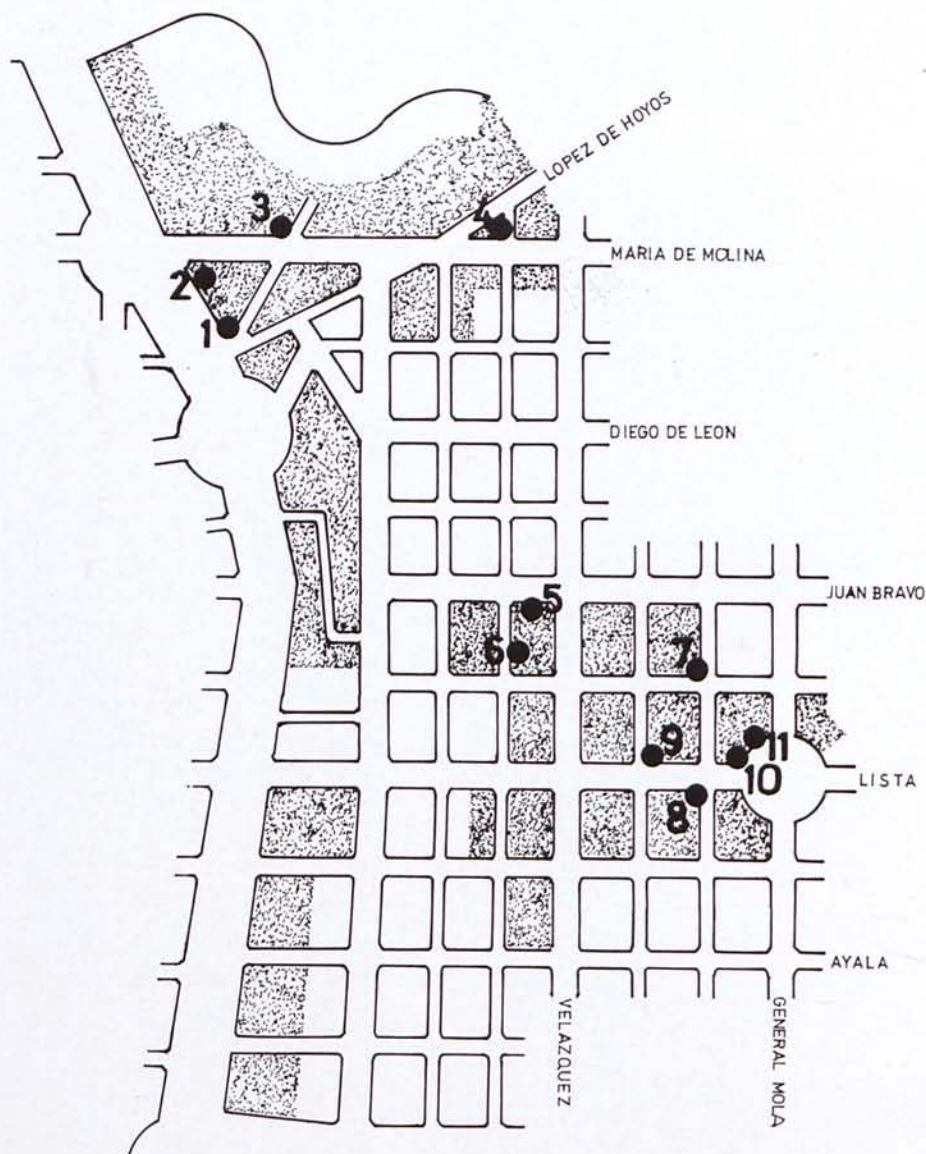 LOPEZ DE HOYOS
3
4
MARIA DE MOLINA
2
1
DIEGO DE LEON
5
JUAN BRAVO
6
7
9
11
10
LISTA
8
AYALA
VELAZQUEZ
GENERAL MOLA